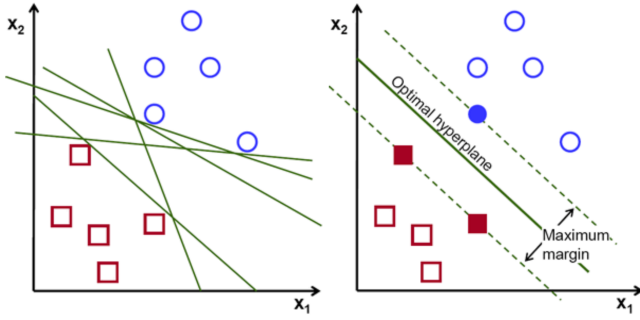 x₂
x₁
x₂
Optimal hyperplane
Maximum
margin
x₁